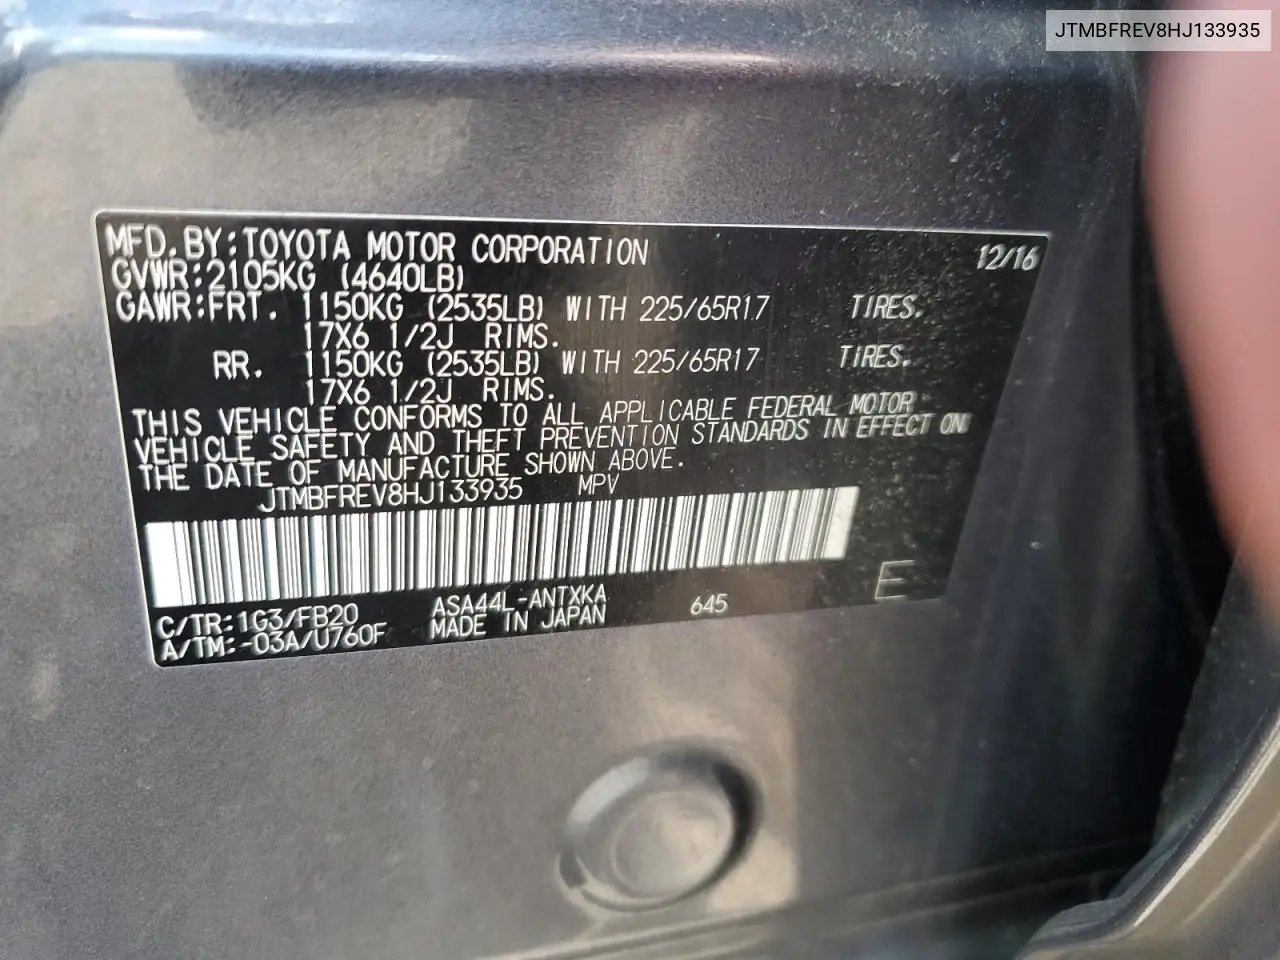 JTMBFREV8HJ133935
MFD.BY:TOYOTA MOTOR CORPORATION 12/16
GVWR:2105KG (4640LB)
GAWR:FRT. 1150KG (2535LB) WITH 225/65R17 TIRES.
17X6 1/2J RIMS.
RR. 1150KG (2535LB) WITH 225/65R17 TIRES.
17X6 1/2J RIMS.
THIS VEHICLE CONFORMS TO ALL APPLICABLE FEDERAL MOTOR
VEHICLE SAFETY AND THEFT PREVENTION STANDARDS IN EFFECT ON
THE DATE OF MANUFACTURE SHOWN ABOVE.
JTMBFREV8HJ133935 MPV
C/TR:1G3/FB20 ASA44L-ANTXKA 645 E
A/TM:-03A/U760F MADE IN JAPAN